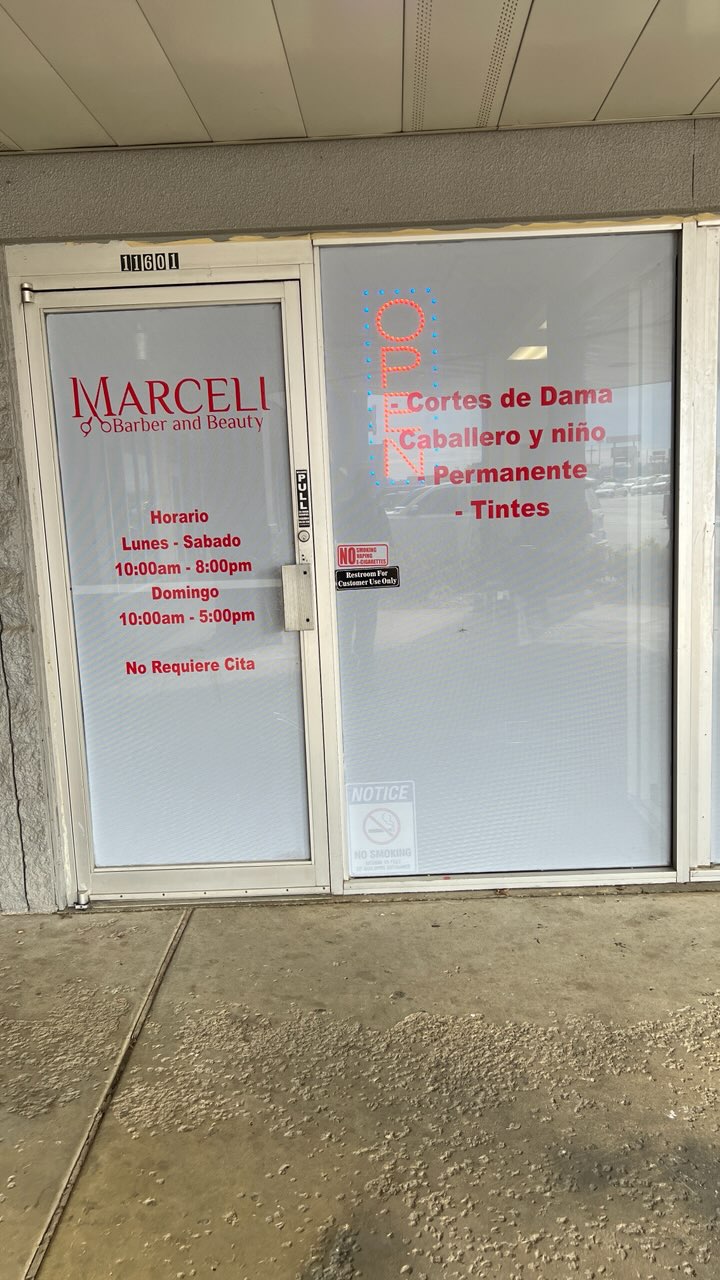 11601
MARCELI
Barber and Beauty
Horario
Lunes - Sabado
10:00am - 8:00pm
Domingo
10:00am - 5:00pm
No Requiere Cita
PULL
OPEN
- Cortes de Dama
Caballero y niño
- Permanente
- Tintes
NO SMOKING
VAPING
E-CIGARETTES
Restroom For
Customer Use Only
NOTICE
NO SMOKING